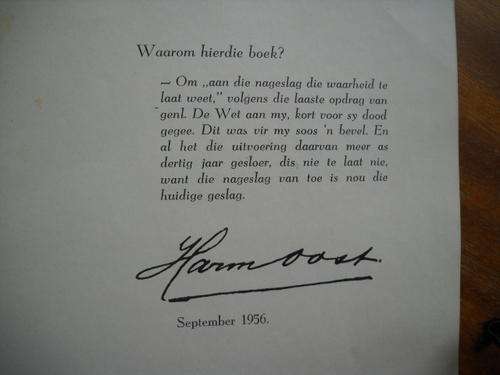 Waarom hierdie boek?
— Om „aan die nageslag die waarheid te
laat weet,” volgens die laaste opdrag van
genl. De Wet aan my, kort voor sy dood
gegee. Dit was vir my soos 'n bevel. En
al het die uitvoering daarvan meer as
dertig jaar gesloer, dis nie te laat nie,
want die nageslag van toe is nou die
huidige geslag.
Harm Oost.
September 1956.